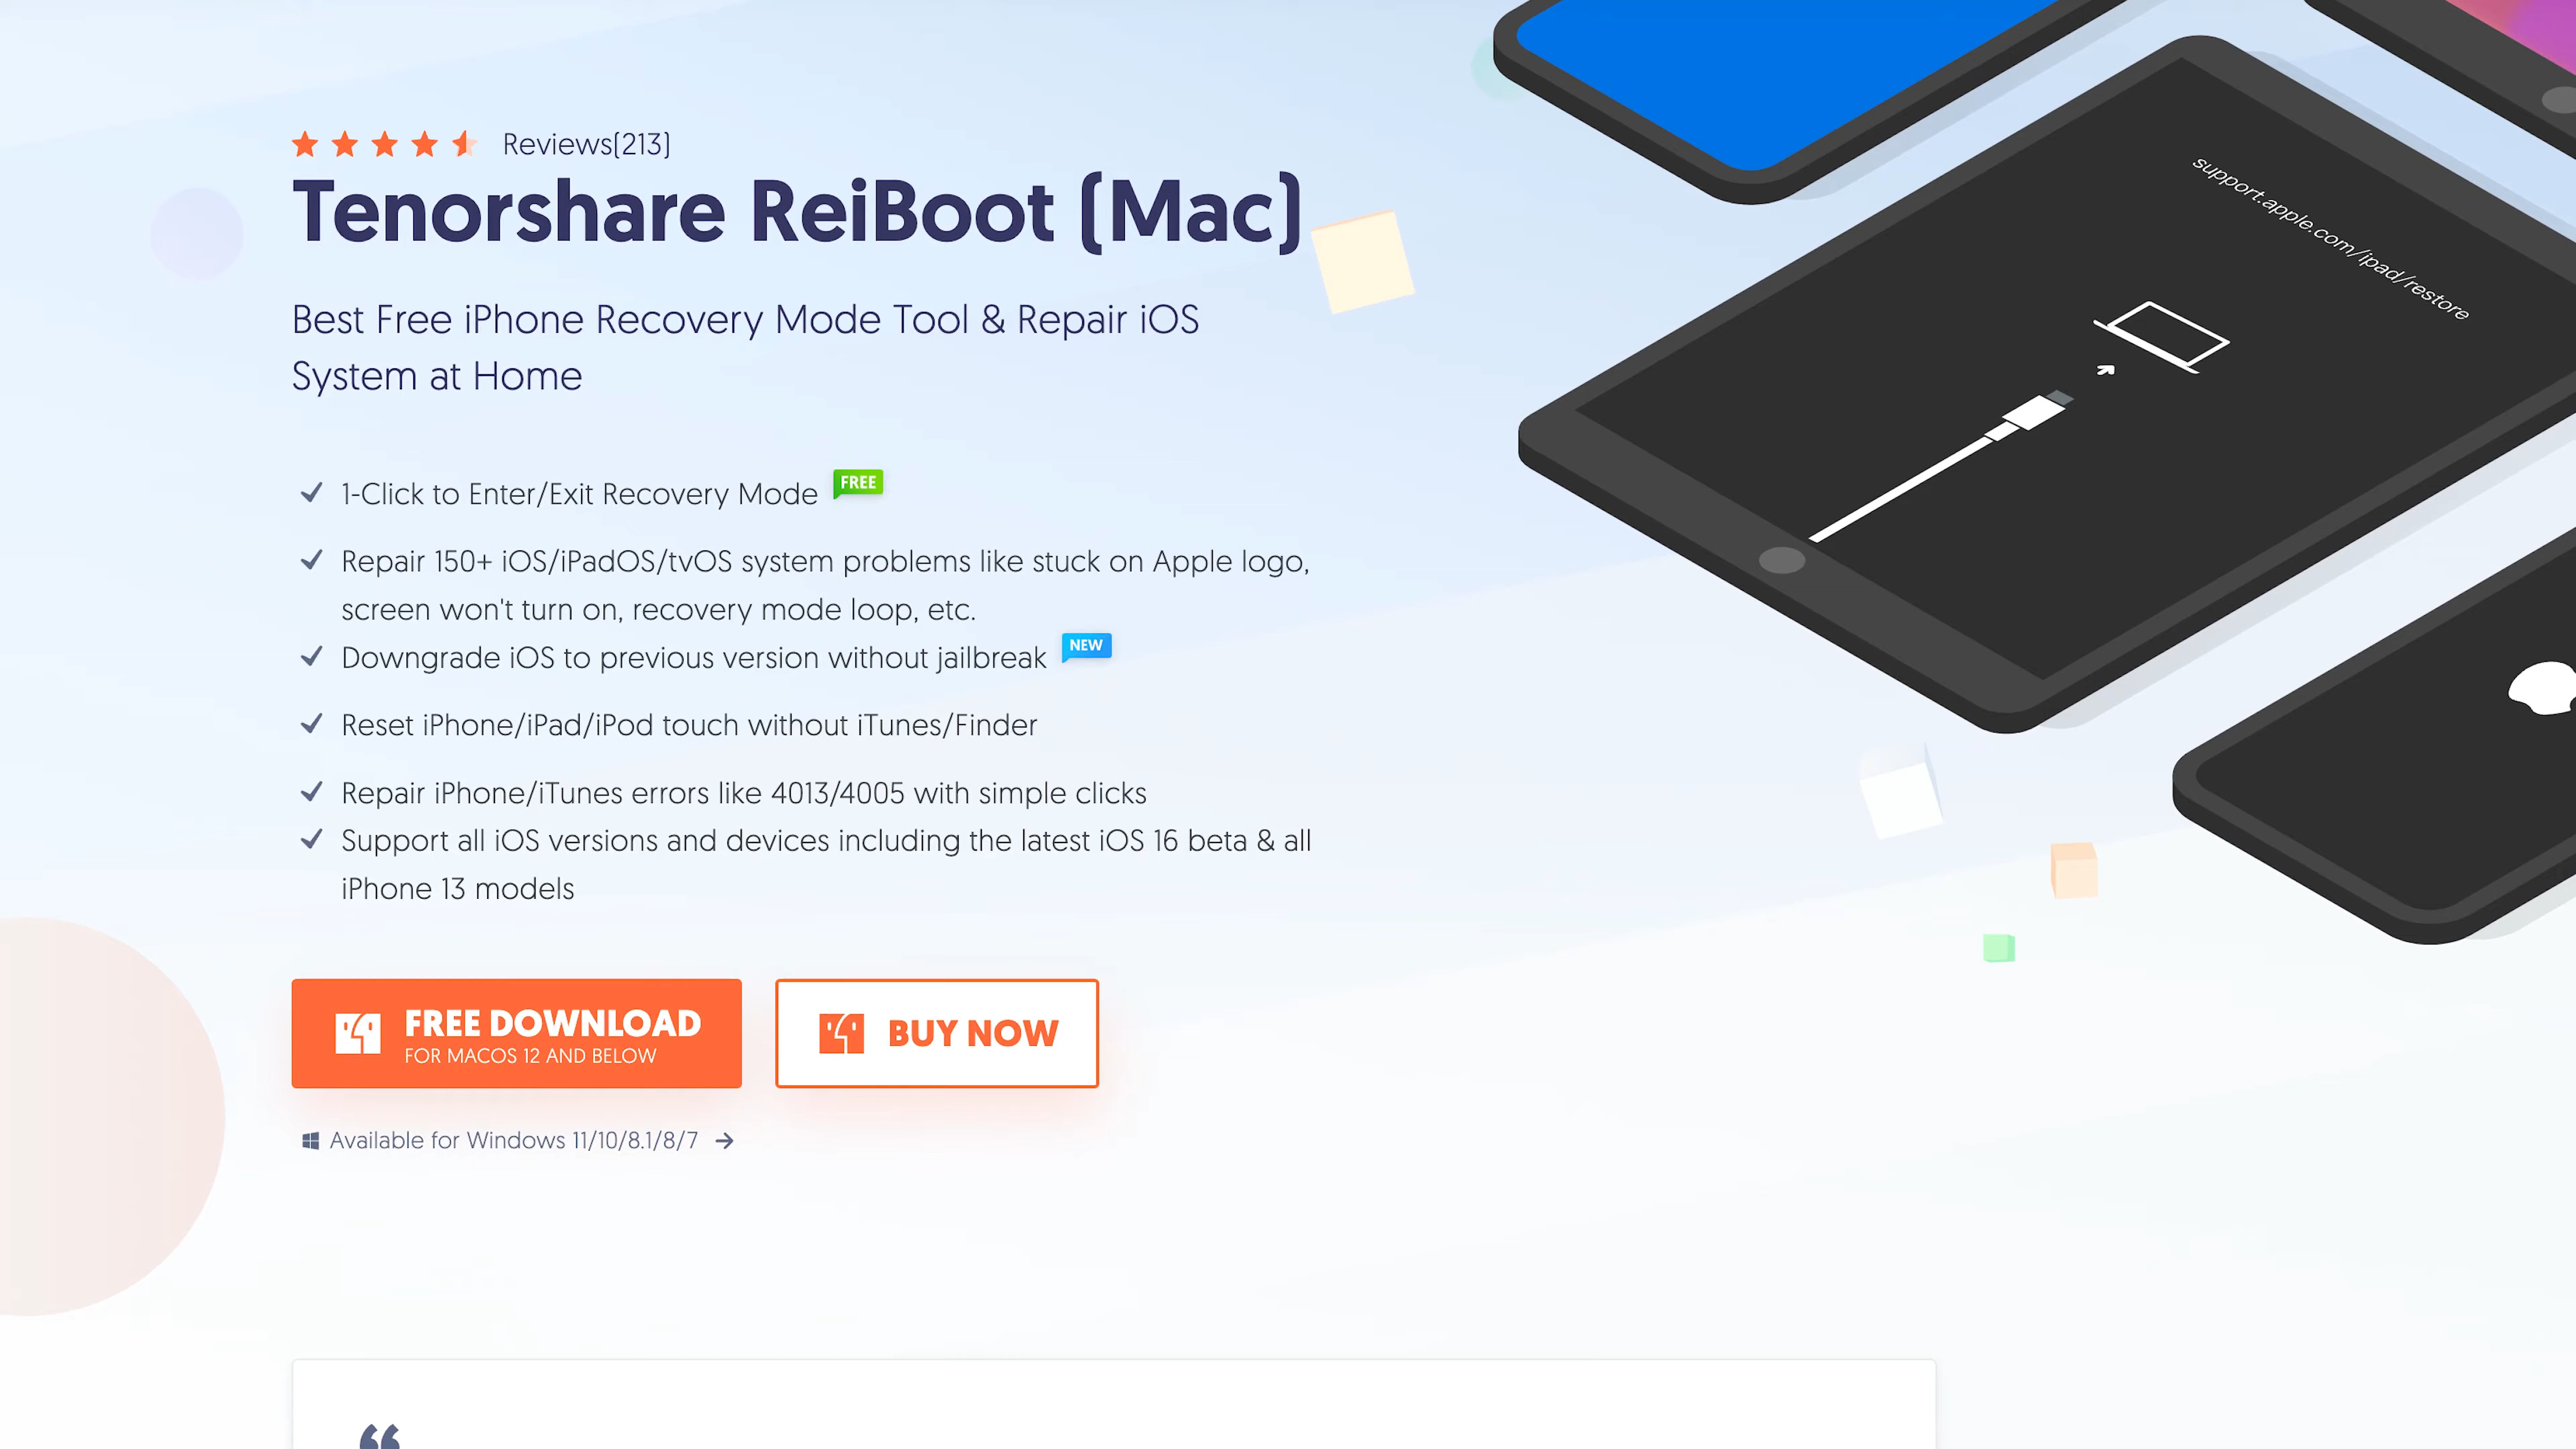 Reviews(213)
Tenorshare ReiBoot (Mac)
support.apple.com/ipad/restore
Best Free iPhone Recovery Mode Tool & Repair iOS
System at Home
1-Click to Enter/Exit Recovery Mode FREE
Repair 150+ iOS/iPadOS/tvOS system problems like stuck on Apple logo,
screen won't turn on, recovery mode loop, etc.
Downgrade iOS to previous version without jailbreak NEW
Reset iPhone/iPad/iPod touch without iTunes/Finder
Repair iPhone/iTunes errors like 4013/4005 with simple clicks
Support all iOS versions and devices including the latest iOS 16 beta & all
iPhone 13 models
FREE DOWNLOAD
FOR MACOS 12 AND BELOW
BUY NOW
Available for Windows 11/10/8.1/8/7 →
“